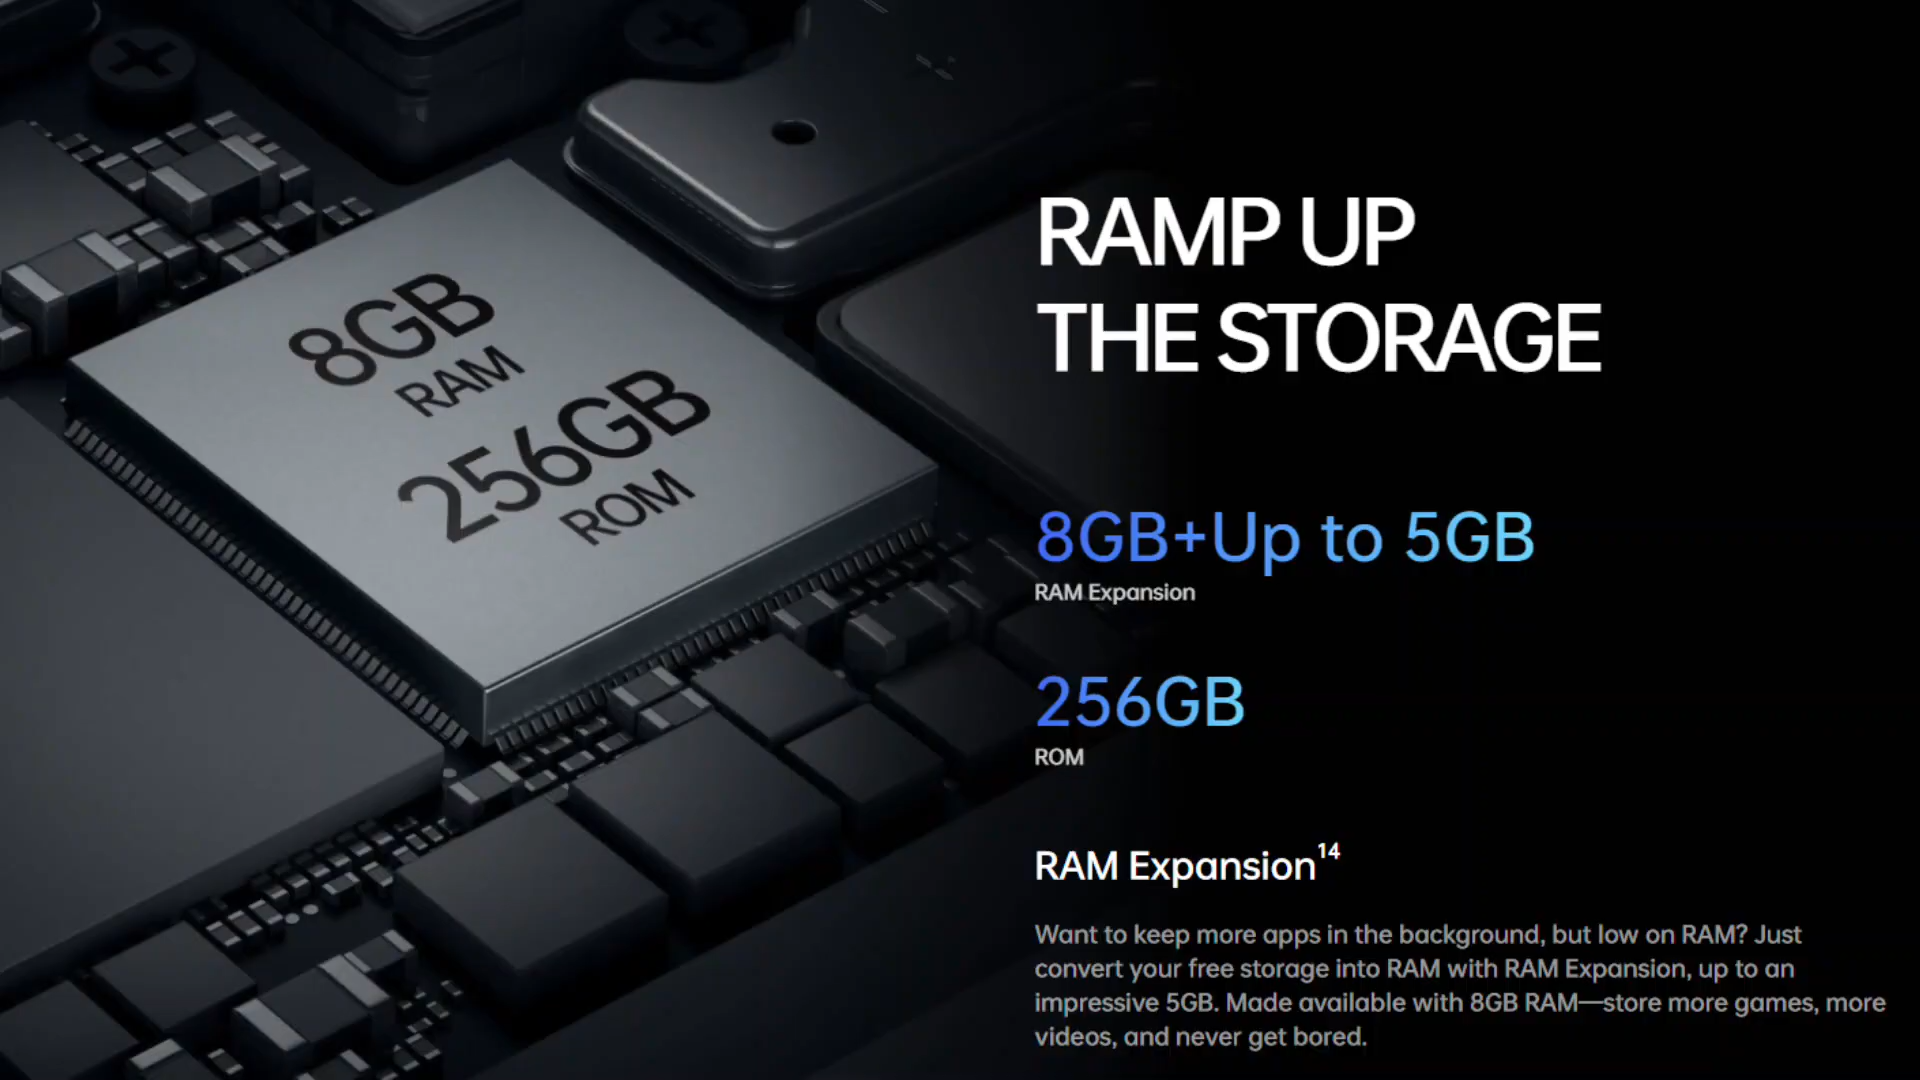 8GB
RAM
256GB
ROM
RAMP UP
THE STORAGE
8GB+Up to 5GB
RAM Expansion
256GB
ROM
RAM Expansion14
Want to keep more apps in the background, but low on RAM? Just
convert your free storage into RAM with RAM Expansion, up to an
impressive 5GB. Made available with 8GB RAM—store more games, more
videos, and never get bored.